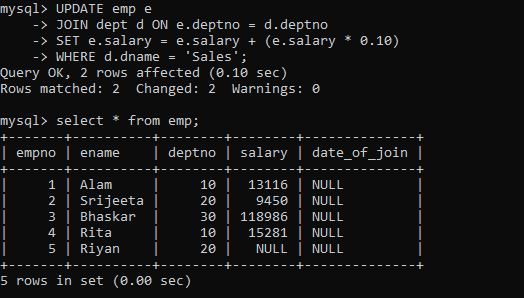 mysql> UPDATE emp e
    -> JOIN dept d ON e.deptno = d.deptno
    -> SET e.salary = e.salary + (e.salary * 0.10)
    -> WHERE d.dname = 'Sales';
Query OK, 2 rows affected (0.10 sec)
Rows matched: 2  Changed: 2  Warnings: 0

mysql> select * from emp;
+-------+----------+--------+--------+--------------+
| empno | ename    | deptno | salary | date_of_join |
+-------+----------+--------+--------+--------------+
|     1 | Alam     |     10 |  13116 | NULL         |
|     2 | Srijeeta |     20 |   9450 | NULL         |
|     3 | Bhaskar  |     30 | 118986 | NULL         |
|     4 | Rita     |     10 |  15281 | NULL         |
|     5 | Riyan    |     20 |   NULL | NULL         |
+-------+----------+--------+--------+--------------+
5 rows in set (0.00 sec)